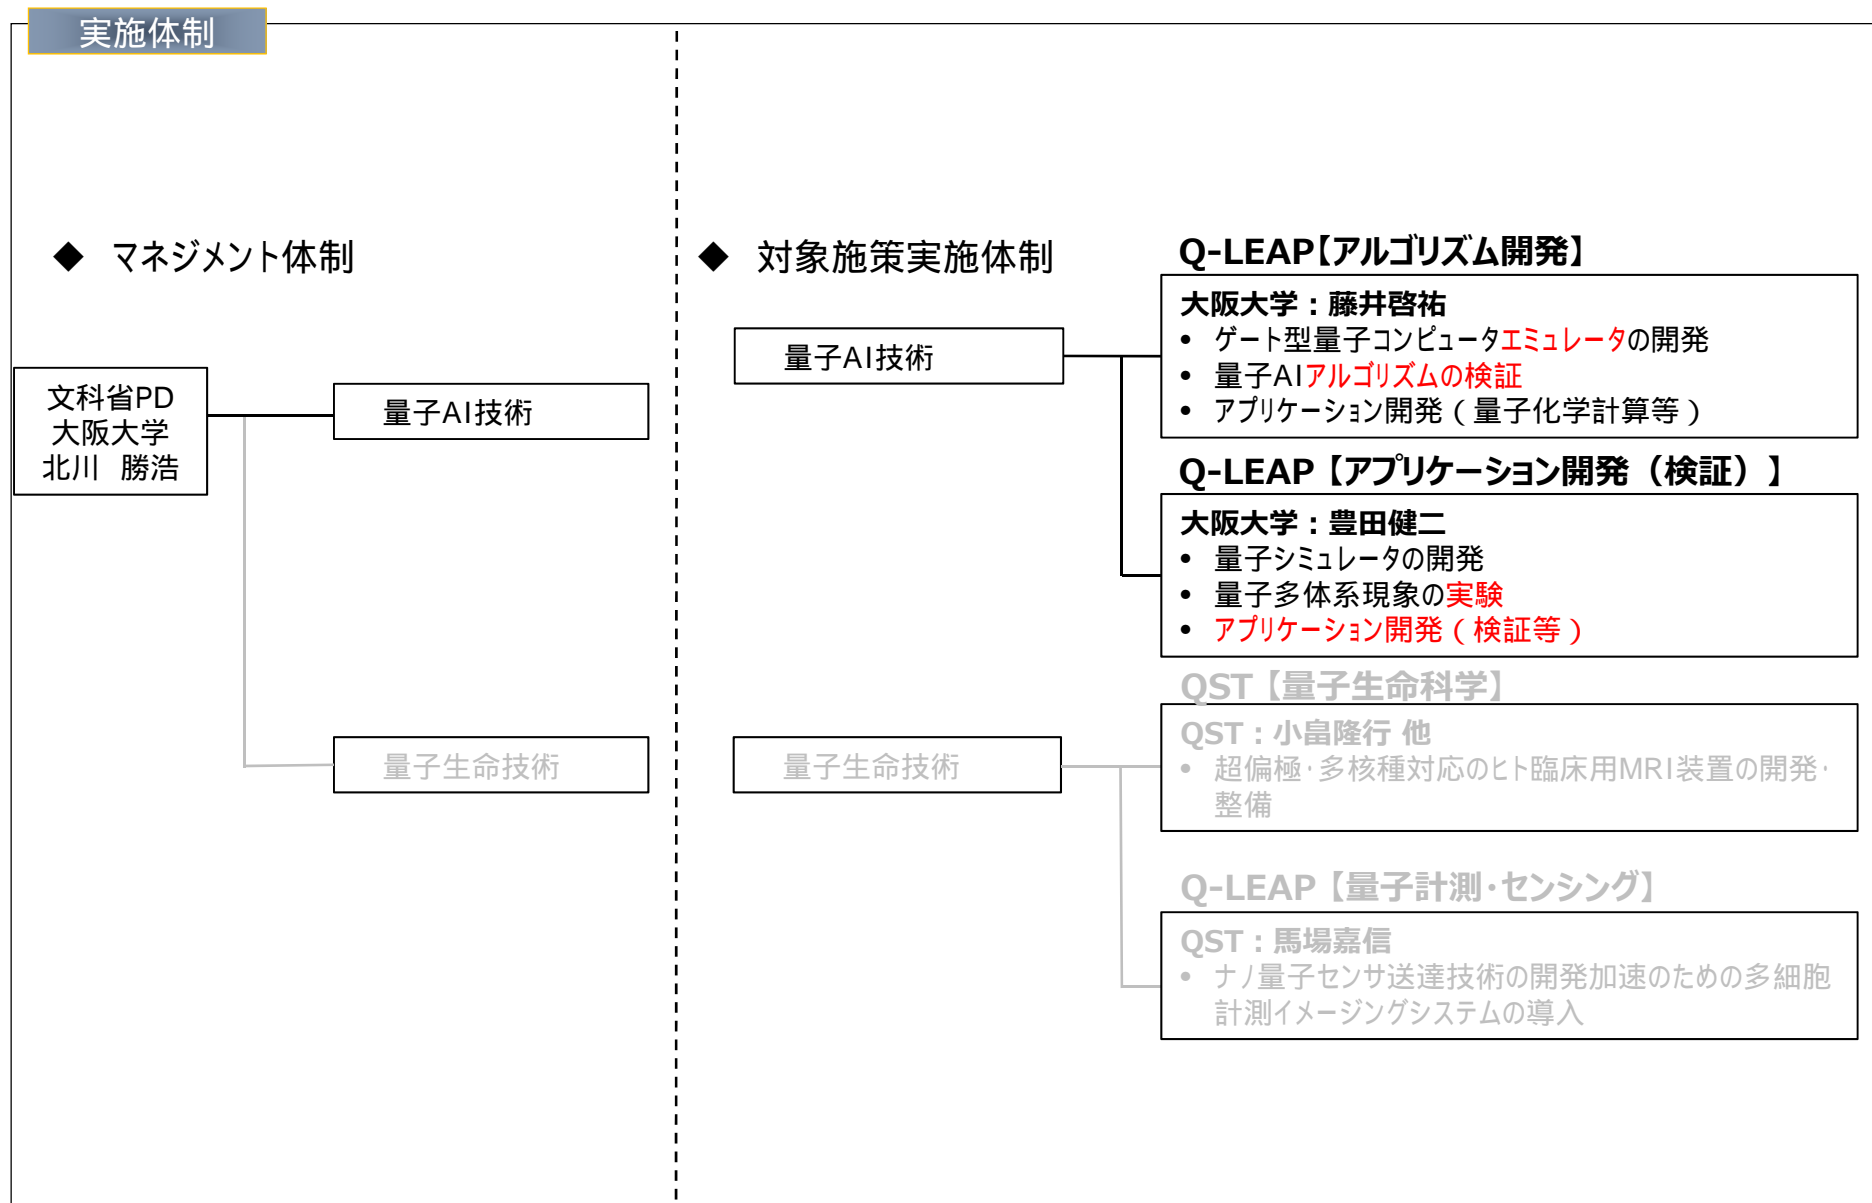 実施体制
◆ マネジメント体制
文科省PD
大阪大学
北川 勝浩
量子AI技術
量子生命技術
◆ 対象施策実施体制
量子AI技術
Q-LEAP【アルゴリズム開発】
大阪大学：藤井啓祐
• ゲート型量子コンピュータエミュレータの開発
• 量子AIアルゴリズムの検証
• アプリケーション開発（量子化学計算等）
Q-LEAP【アプリケーション開発（検証）】
大阪大学：豊田健二
• 量子シミュレータの開発
• 量子多体系現象の実験
• アプリケーション開発（検証等）
量子生命技術
QST【量子生命科学】
QST：小畠隆行 他
• 超偏極・多核種対応のヒト臨床用MRI装置の開発・
整備
Q-LEAP【量子計測・センシング】
QST：馬場嘉信
• ナノ量子センサ送達技術の開発加速のための多細胞
計測イメージングシステムの導入